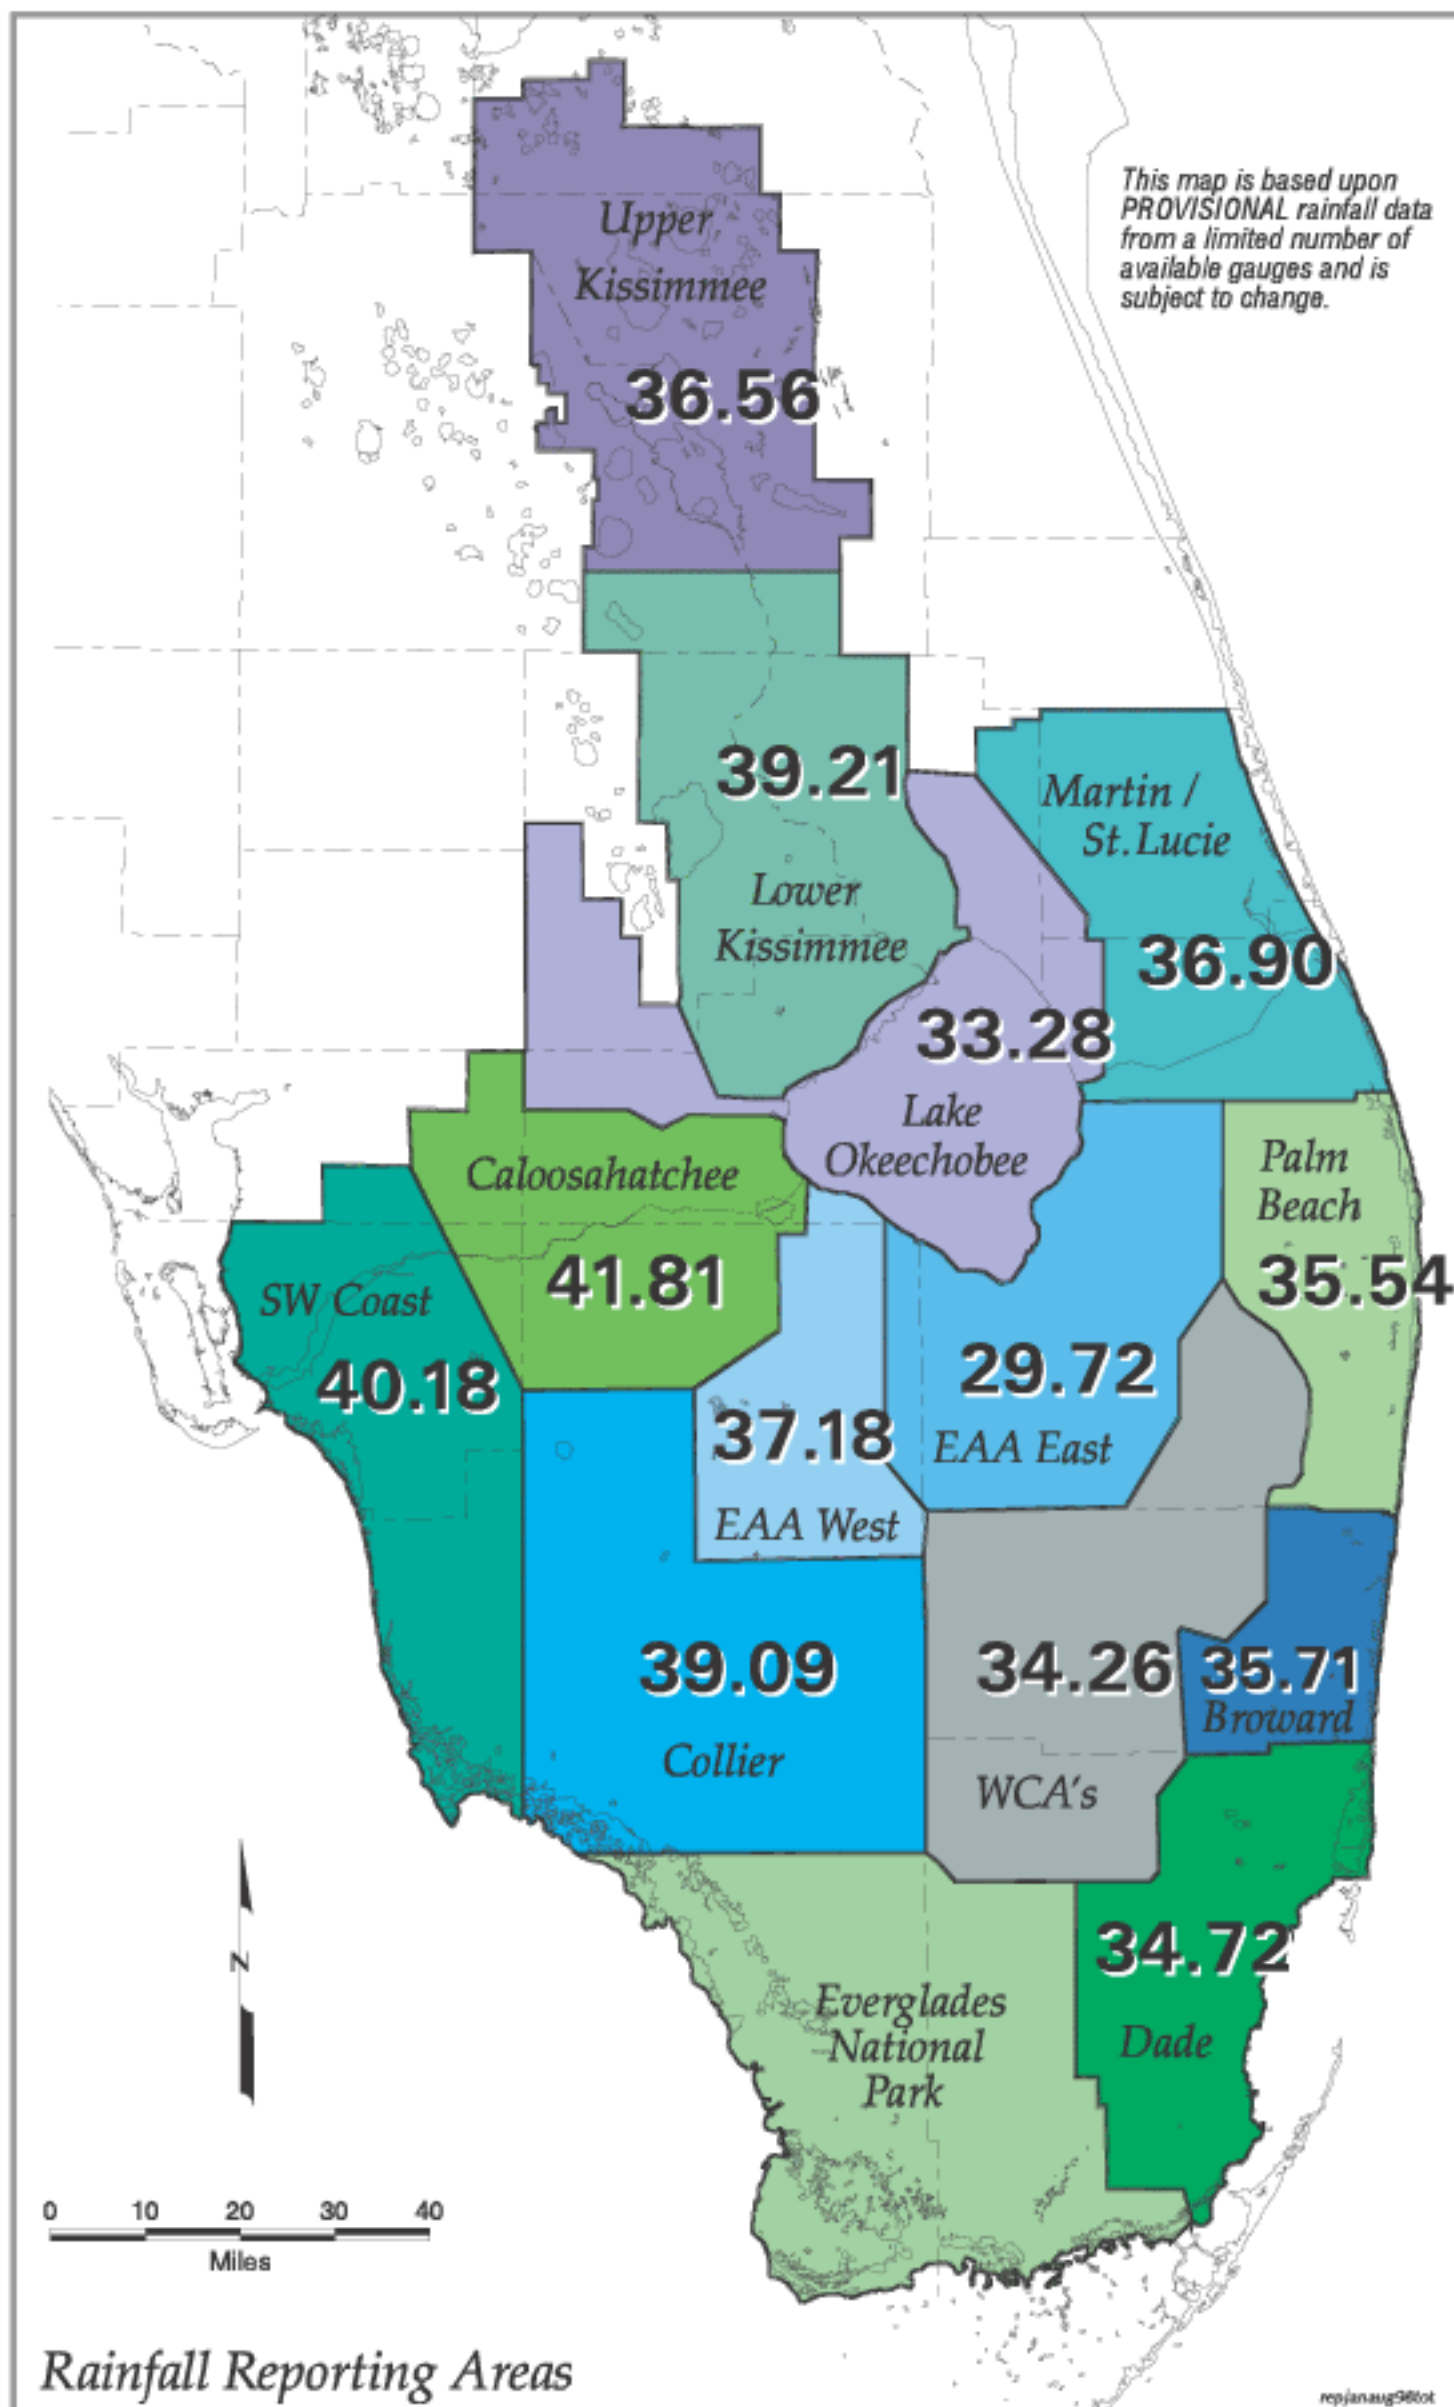 This map is based upon
PROVISIONAL rainfall data
from a limited number of
available gauges and is
subject to change.
Upper
Kissimmee
36.56
39.21
Lower
Kissimmee
Martin /
St. Lucie
36.90
33.28
Lake
Okeechobee
Caloosahatchee
41.81
Palm
Beach
35.54
SW Coast
40.18
29.72
EAA East
37.18
EAA West
39.09
Collier
34.26
WCA's
35.71
Broward
34.72
Dade
Everglades
National
Park
N
0 10 20 30 40
Miles
Rainfall Reporting Areas